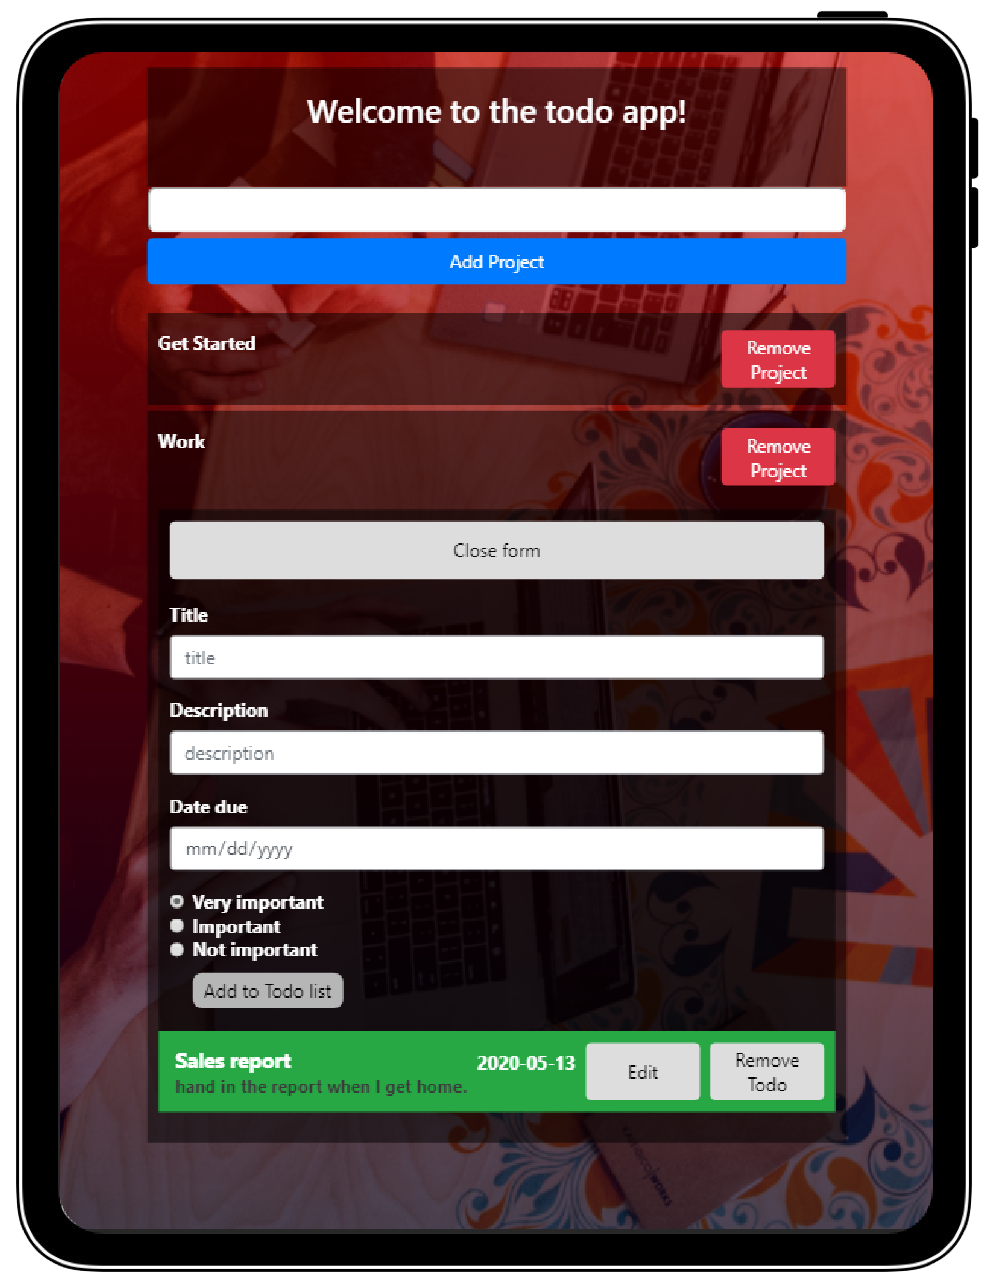 Welcome to the todo app!
Add Project
Get Started
Remove
Project
Work
Remove
Project
Close form
Title
title
Description
description
Date due
mm/dd/yyyy
Very important
Important
Not important
Add to Todo list
Sales report
hand in the report when I get home.
2020-05-13
Edit
Remove
Todo